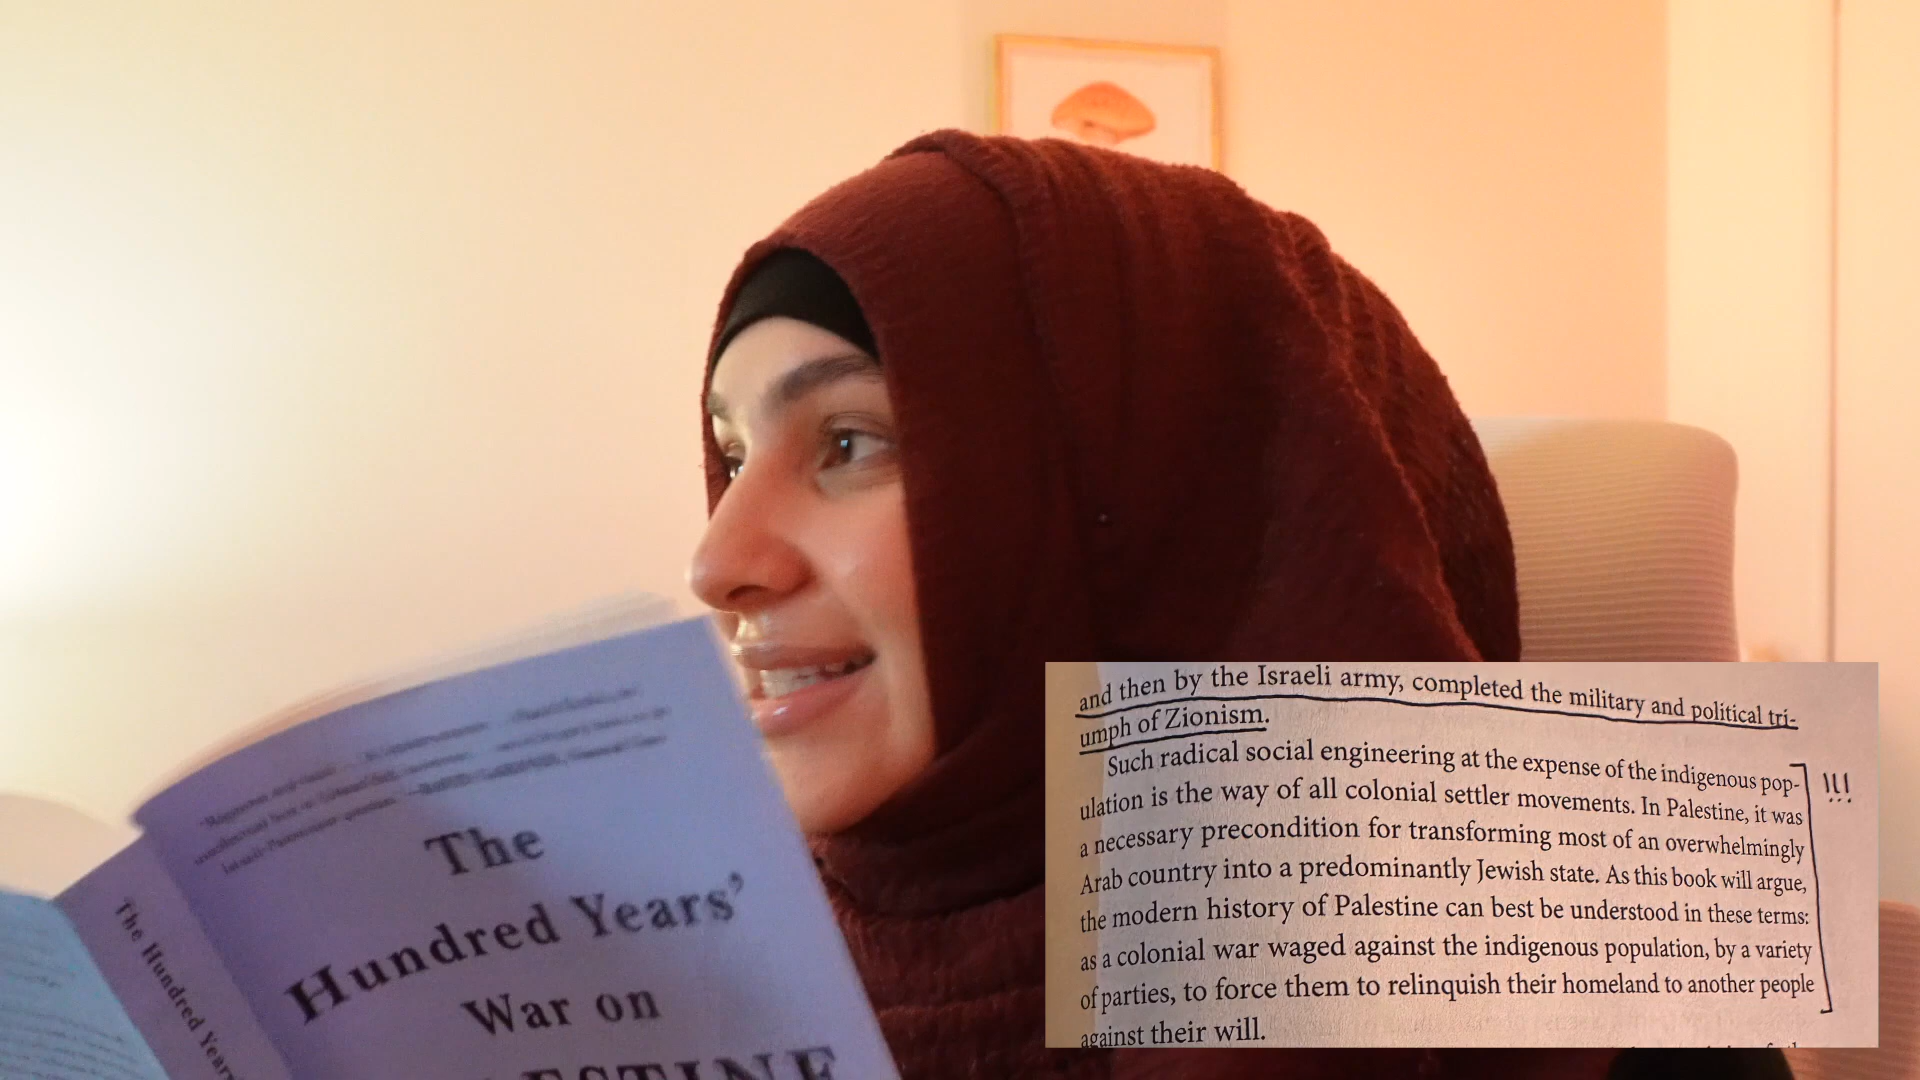 The
Hundred Years'
War on
The Hundred Years'
and then by the Israeli army, completed the military and political tri-
umph of Zionism.
Such radical social engineering at the expense of the indigenous pop-
ulation is the way of all colonial settler movements. In Palestine, it was
a necessary precondition for transforming most of an overwhelmingly
Arab country into a predominantly Jewish state. As this book will argue,
the modern history of Palestine can best be understood in these terms:
as a colonial war waged against the indigenous population, by a variety
of parties, to force them to relinquish their homeland to another people
against their will.
!!!